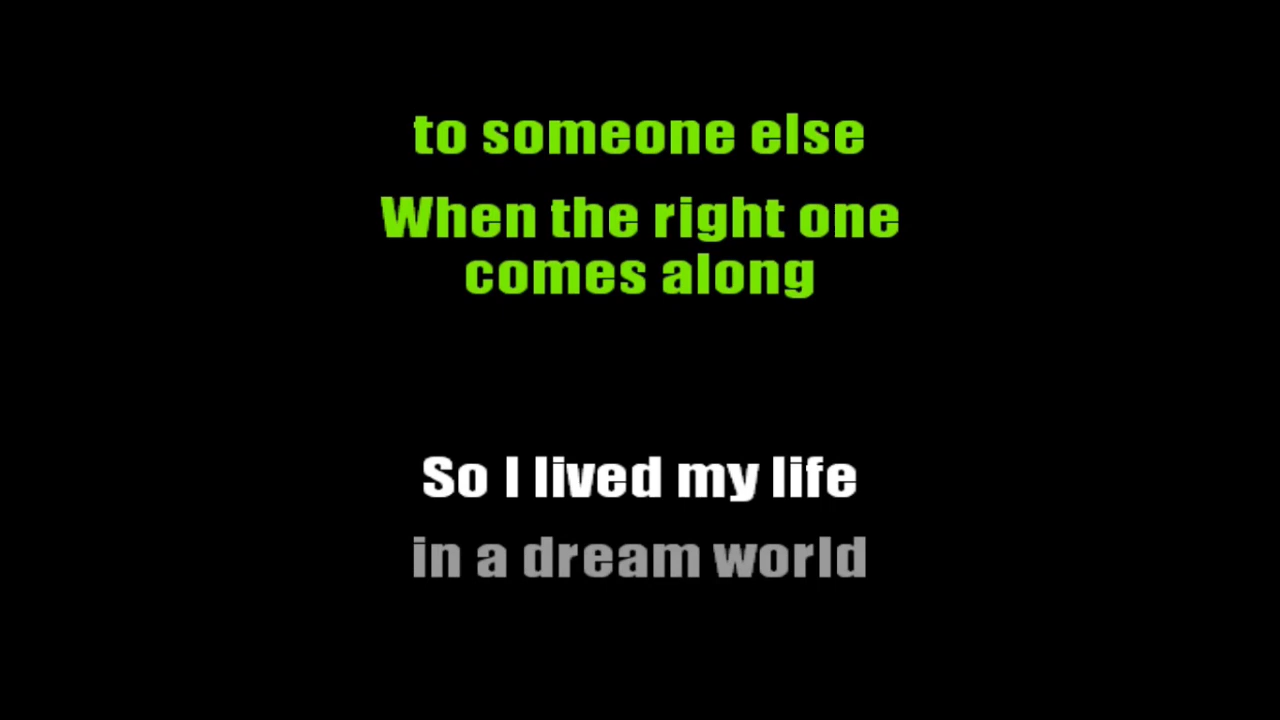 to someone else
When the right one
comes along
So I lived my life
in a dream world